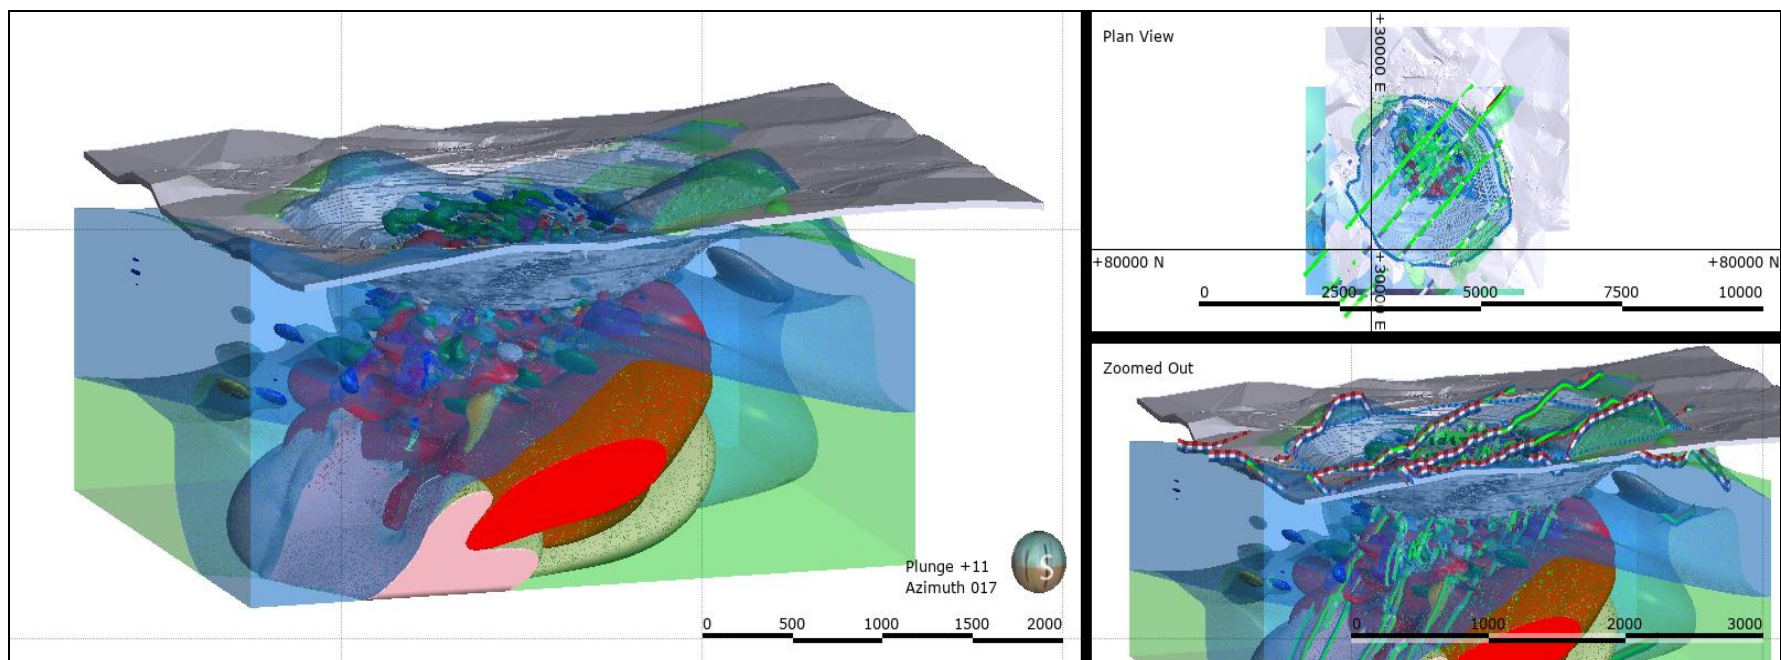 Plunge +11
Azimuth 017
S
0 500 1000 1500 2000
Plan View
+30000 E
+80000 N +80000 N
+30000 E
0 2500 5000 7500 10000
Zoomed Out
0 1000 2000 3000